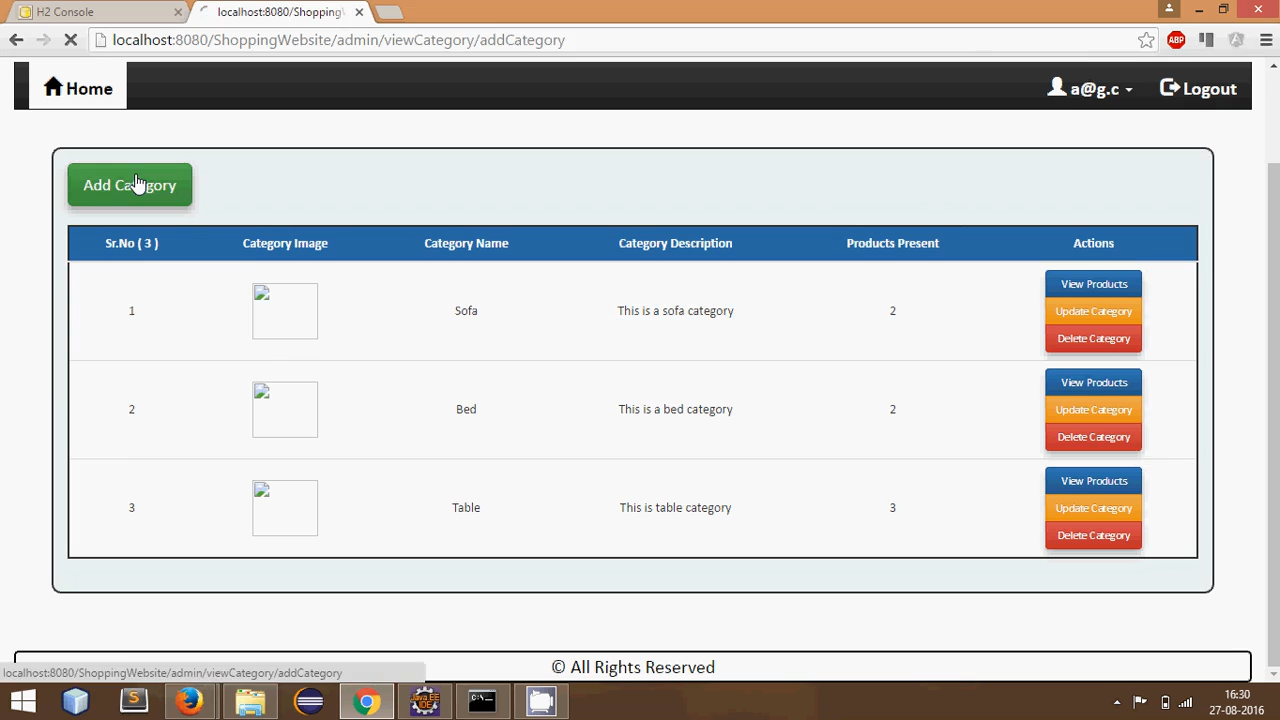 H2 Console
localhost:8080/Shopping
localhost:8080/ShoppingWebsite/admin/viewCategory/addCategory
ABP
Home
a@g.c
Logout
Add Category
Sr.No ( 3 ) Category Image Category Name Category Description Products Present Actions
1 Sofa This is a sofa category 2
View Products
Update Category
Delete Category
2 Bed This is a bed category 2
View Products
Update Category
Delete Category
3 Table This is table category 3
View Products
Update Category
Delete Category
© All Rights Reserved
localhost:8080/ShoppingWebsite/admin/viewCategory/addCategory
Java EE
IDE
16:30
27-08-2016